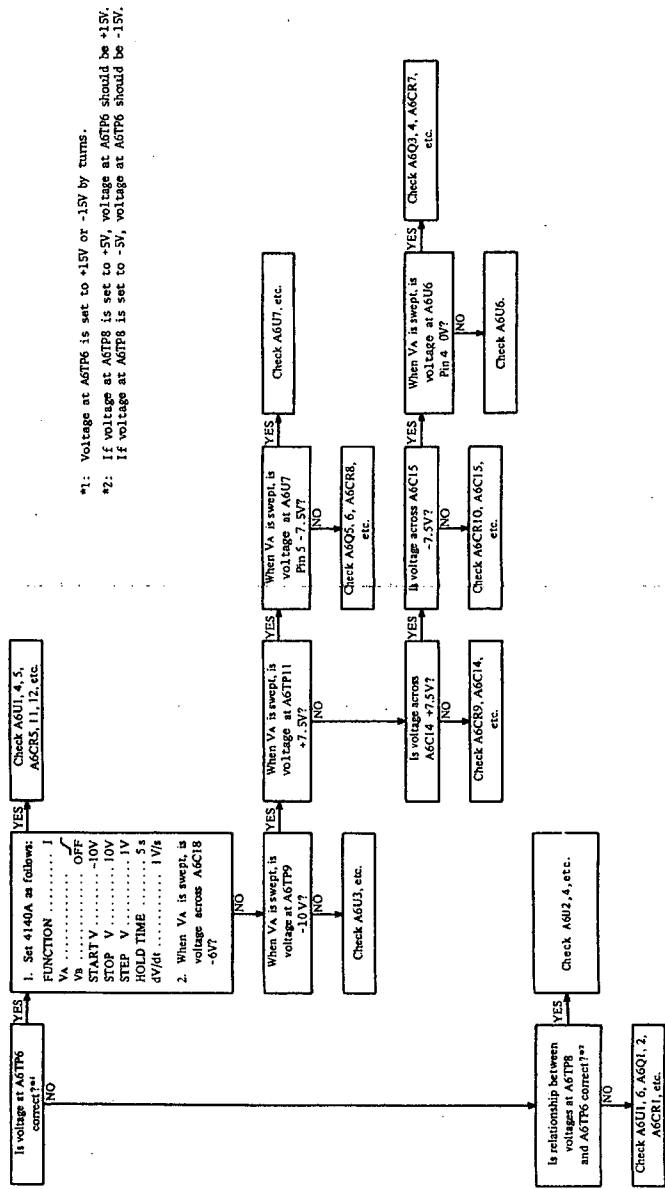 Is voltage at A6TP6
correct?*1
YES
NO
1. Set 4140A as follows:
FUNCTION ........ I
VA ................
VB ............... OFF
START V ........ -10V
STOP V ......... 10V
STEP V ......... 1V
HOLD TIME ...... 5 s
dV/dt ........... 1 V/s
2. When VA is swept, is
voltage across A6C18
-6V?
YES
NO
Check A6U1, 4, 5,
A6CR5, 11, 12, etc.
*1: Voltage at A6TP6 is set to +15V or -15V by turns.
*2: If voltage at A6TP8 is set to +5V, voltage at A6TP6 should be +15V.
If voltage at A6TP8 is set to -5V, voltage at A6TP6 should be -15V.
When VA is swept, is
voltage at A6TP9
-10 V?
YES
NO
Check A6U3, etc.
When VA is swept, is
voltage at A6TP11
+7.5V?
YES
NO
When VA is swept, is
voltage at A6U7
Pin 5 -7.5V?
YES
NO
Check A6U7, etc.
Check A6Q5, 6, A6CR8,
etc.
Is voltage across
A6C14 +7.5V?
YES
NO
Check A6CR9, A6C14,
etc.
Is voltage across A6C15
-7.5V?
YES
NO
Check A6CR10, A6C15,
etc.
When VA is swept, is
voltage at A6U6
Pin 4 0V?
YES
NO
Check A6U6.
Check A6Q3, 4, A6CR7,
etc.
Is relationship between
voltages at A6TP8
and A6TP6 correct?*2
YES
NO
Check A6U2, 4, etc.
Check A6U1, 6, A6Q1, 2,
A6CR1, etc.